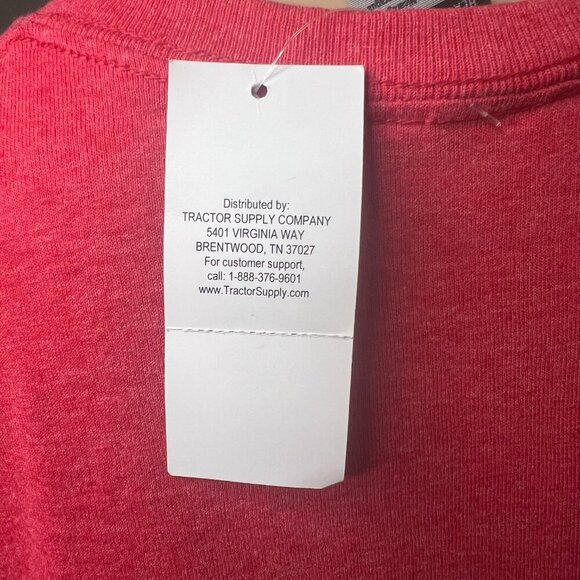 Distributed by:
TRACTOR SUPPLY COMPANY
5401 VIRGINIA WAY
BRENTWOOD, TN 37027
For customer support,
call: 1-888-376-9601
www.TractorSupply.com